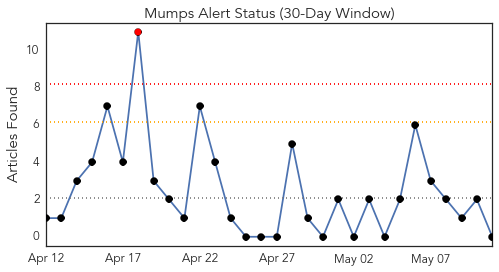 Mumps Alert Status (30-Day Window)
Articles Found
10
8
6
4
2
0
Apr 12
Apr 17
Apr 22
Apr 27
May 02
May 07